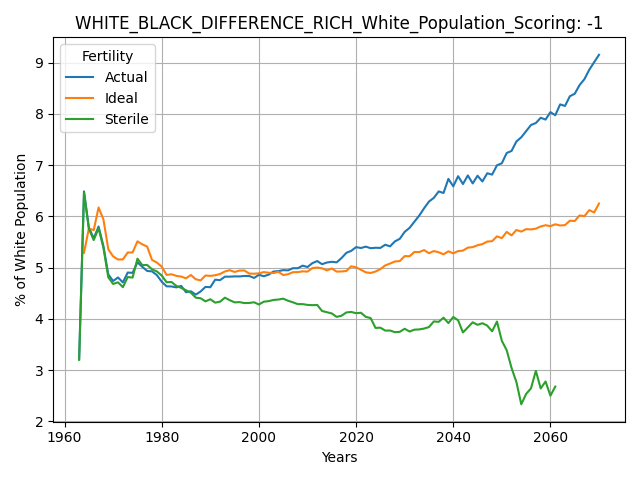 WHITE_BLACK_DIFFERENCE_RICH_White_Population_Scoring: -1
Fertility
Actual
Ideal
Sterile
% of White Population
9
8
7
6
5
4
3
2
1960 1980 2000 2020 2040 2060
Years